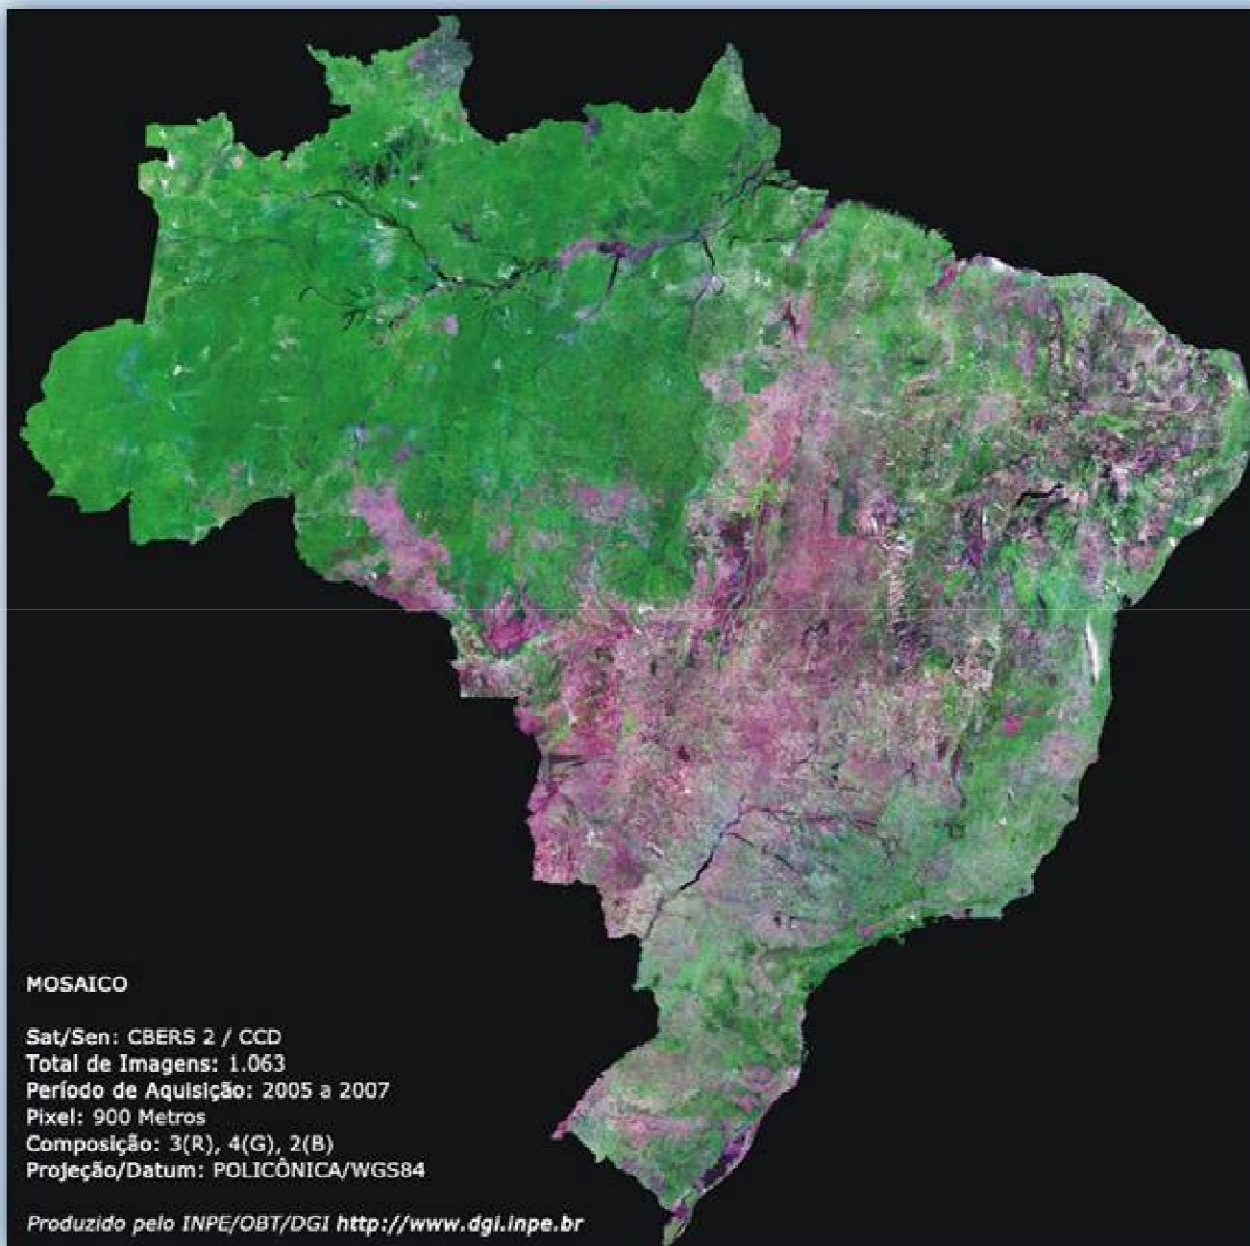 MOSAICO
Sat/Sen: CBERS 2 / CCD
Total de Imagens: 1.063
Período de Aquisição: 2005 a 2007
Pixel: 900 Metros
Composição: 3(R), 4(G), 2(B)
Projeção/Datum: POLICÔNICA/WGS84
Produzido pelo INPE/OBT/DGI http://www.dgi.inpe.br